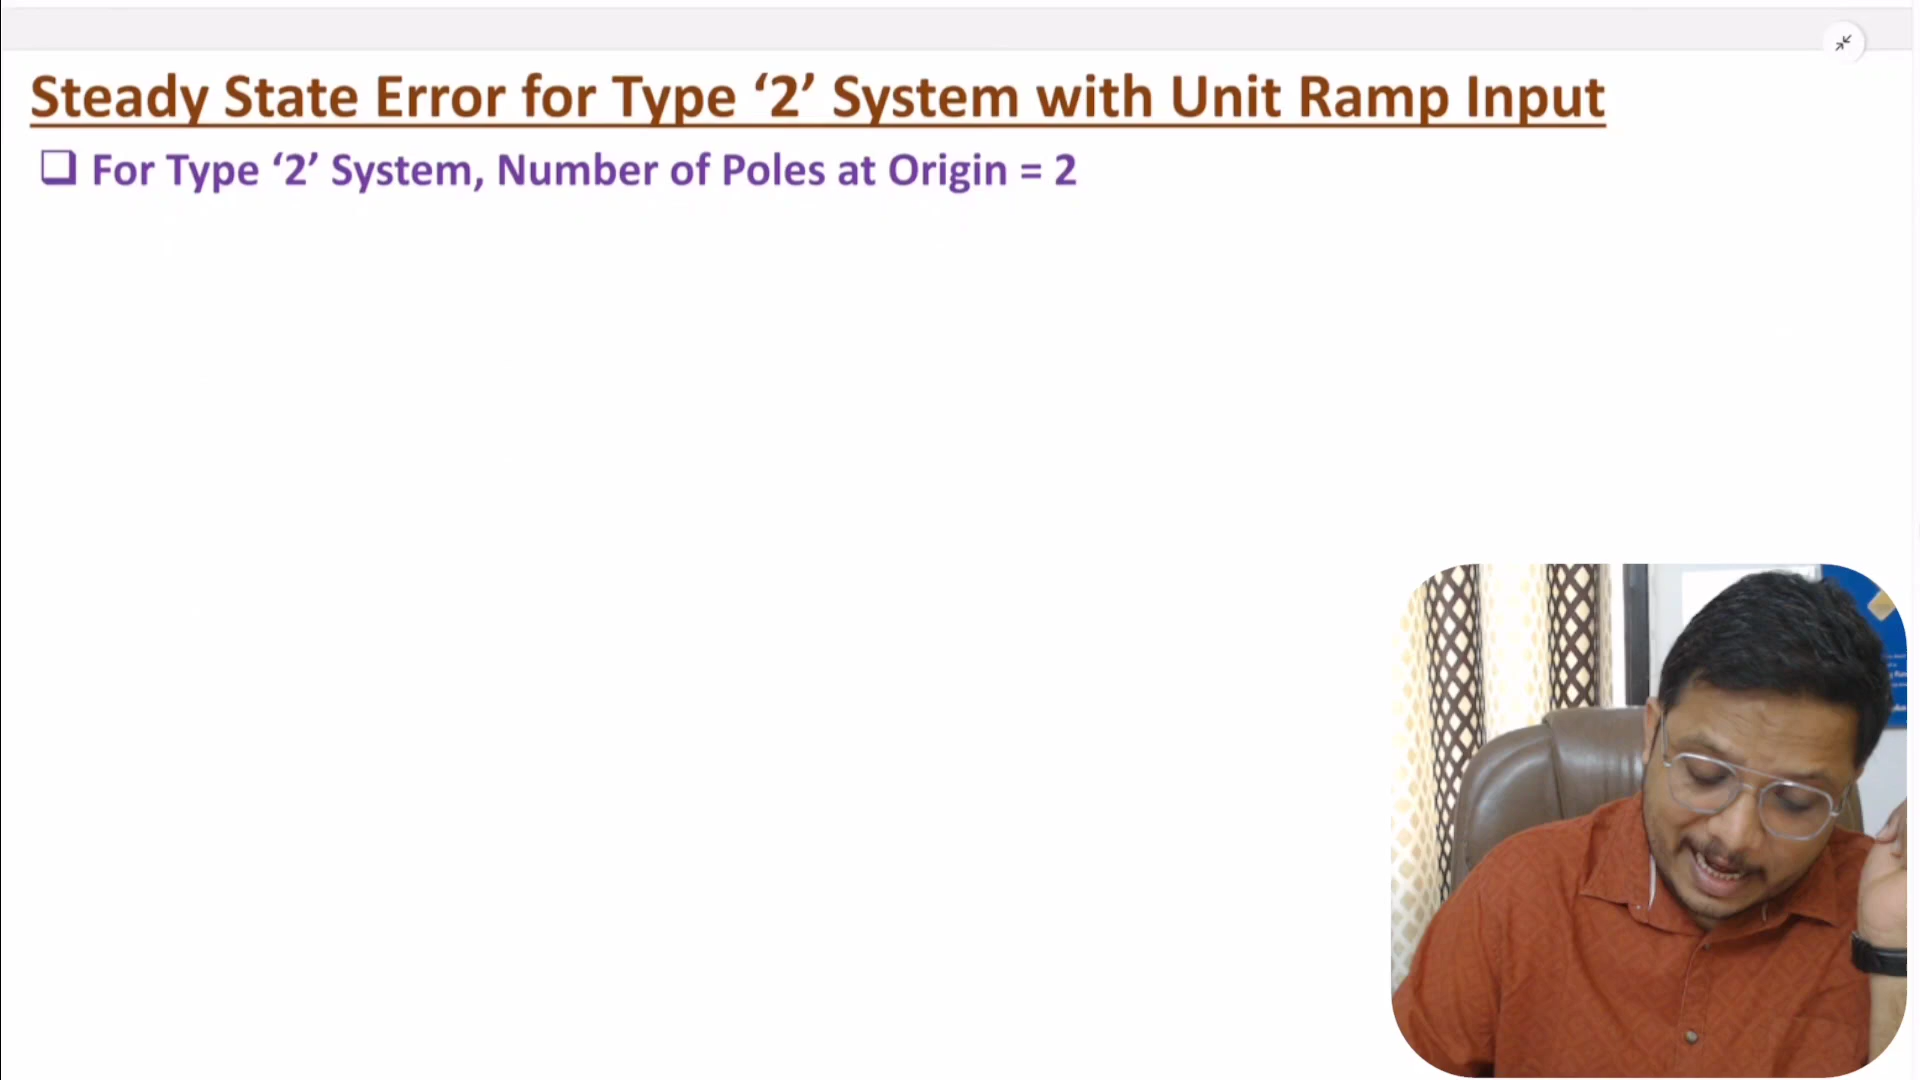 Steady State Error for Type ‘2’ System with Unit Ramp Input
❑ For Type ‘2’ System, Number of Poles at Origin = 2